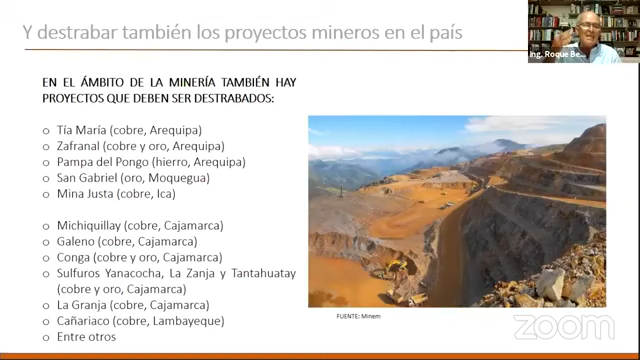 Y destrabar también los proyectos mineros en el país
Ing. Roque Be...
EN EL ÁMBITO DE LA MINERÍA TAMBIÉN HAY
PROYECTOS QUE DEBEN SER DESTRABADOS:
o Tía María (cobre, Arequipa)
o Zafranal (cobre y oro, Arequipa)
o Pampa del Pongo (hierro, Arequipa)
o San Gabriel (oro, Moquegua)
o Mina Justa (cobre, Ica)
o Michiquillay (cobre, Cajamarca)
o Galeno (cobre, Cajamarca)
o Conga (cobre y oro, Cajamarca)
o Sulfuros Yanacocha, La Zanja y Tantahuatay
(cobre y oro, Cajamarca)
o La Granja (cobre, Cajamarca)
o Cañariaco (cobre, Lambayeque)
o Entre otros
FUENTE: Minem
zoom